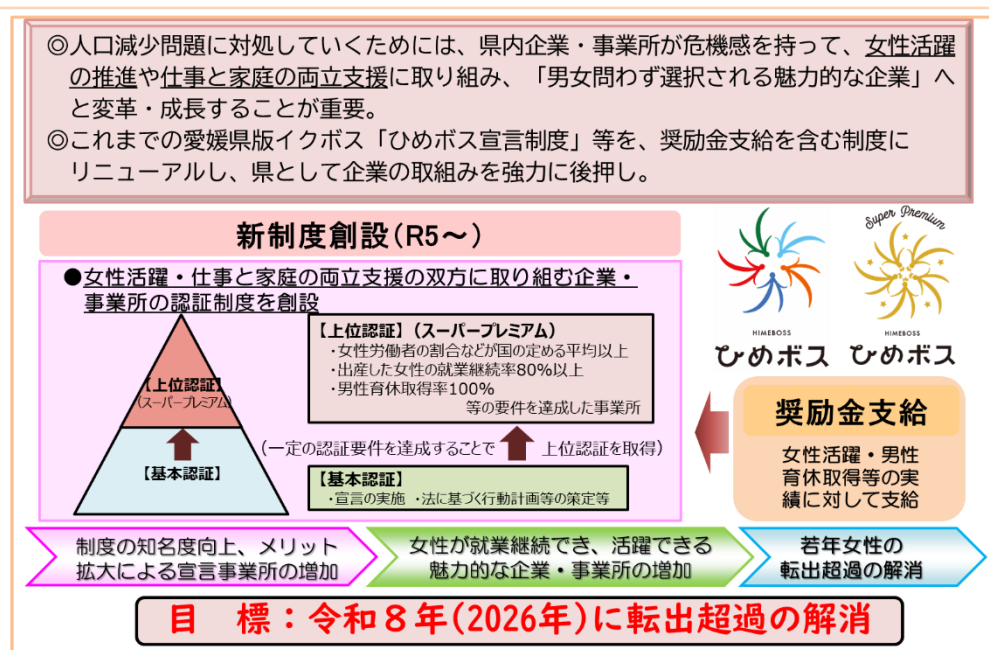 ◎人口減少問題に対処していくためには、県内企業・事業所が危機感を持って、女性活躍
の推進や仕事と家庭の両立支援に取り組み、「男女問わず選択される魅力的な企業」へ
と変革・成長することが重要。
◎これまでの愛媛県版イクボス「ひめボス宣言制度」等を、奨励金支給を含む制度に
リニューアルし、県として企業の取組みを強力に後押し。
新制度創設(R5～)
●女性活躍・仕事と家庭の両立支援の双方に取り組む企業・
事業所の認証制度を創設
【上位認証】
(スーパープレミアム)
【基本認証】
【上位認証】(スーパープレミアム)
・女性労働者の割合などが国の定める平均以上
・出産した女性の就業継続率80%以上
・男性育休取得率100%
等の要件を達成した事業所
(一定の認証要件を達成することで 上位認証を取得)
【基本認証】
・宣言の実施 ・法に基づく行動計画等の策定等
HIMEBOSS
ひめボス
Super Premium
HIMEBOSS
ひめボス
奨励金支給
女性活躍・男性
育休取得等の実
績に対して支給
制度の知名度向上、メリット
拡大による宣言事業所の増加
女性が就業継続でき、活躍できる
魅力的な企業・事業所の増加
若年女性の
転出超過の解消
目 標：令和８年(2026年)に転出超過の解消